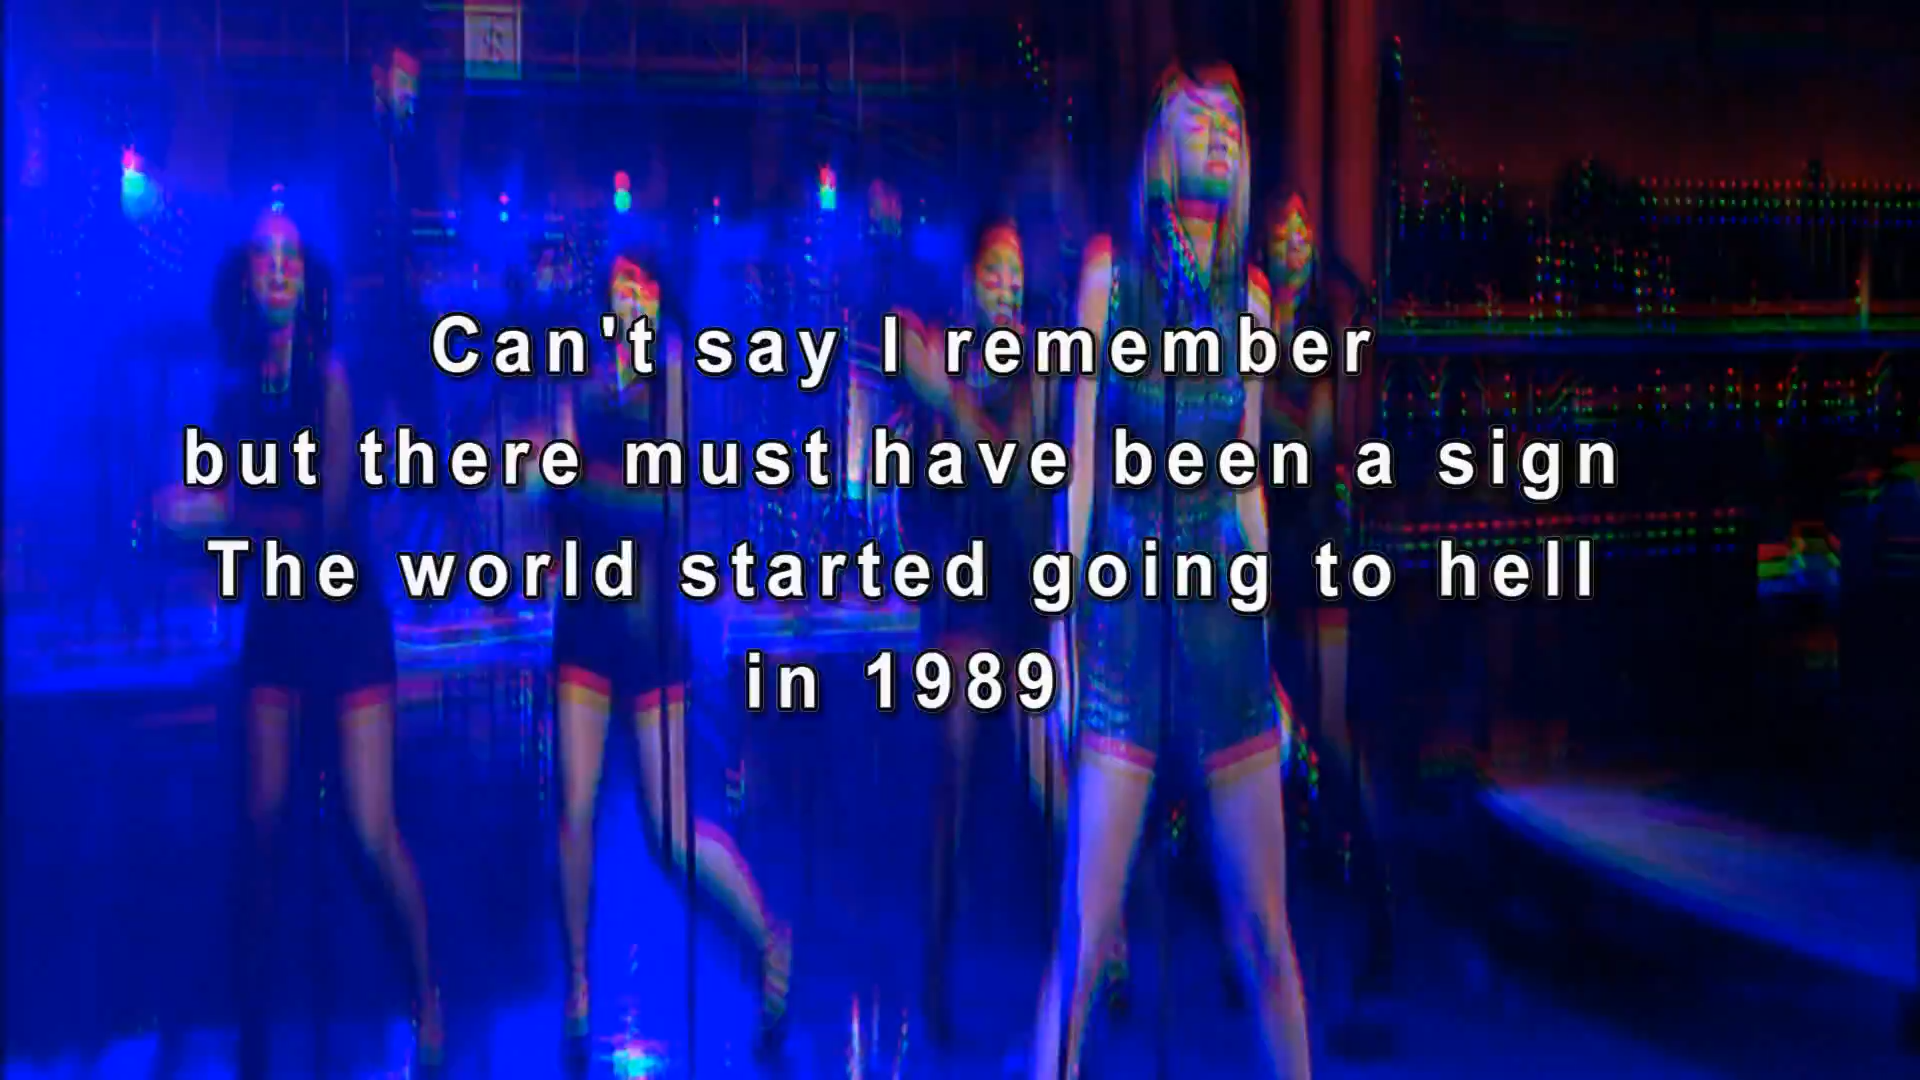 Can't say I remember
but there must have been a sign
The world started going to hell
in 1989